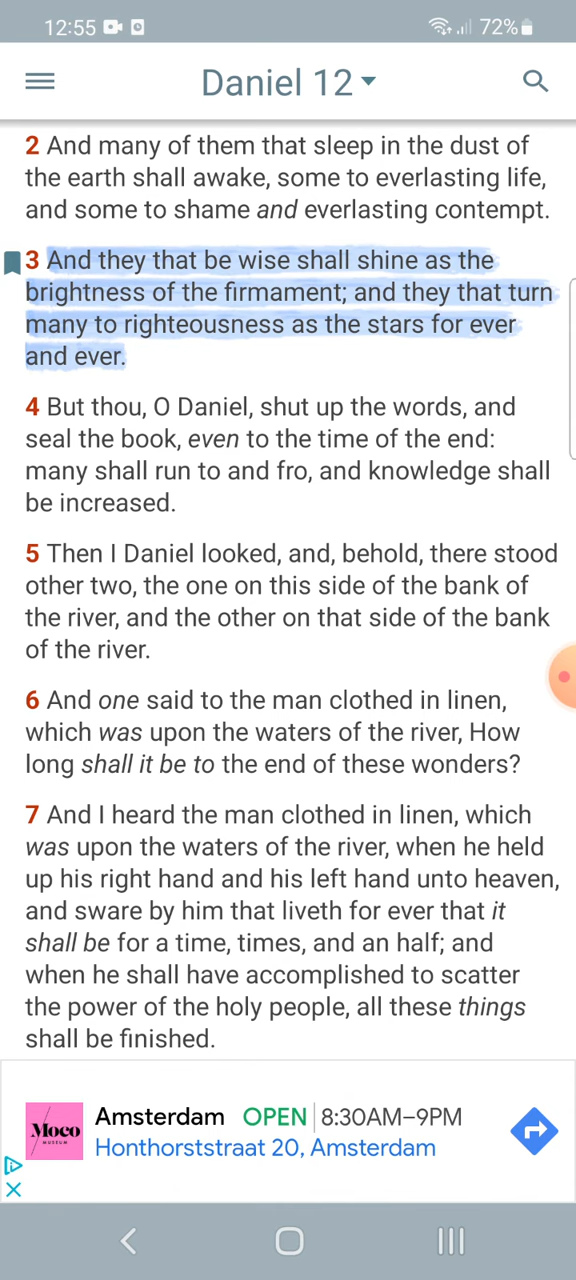 12:55 72%
Daniel 12
2 And many of them that sleep in the dust of
the earth shall awake, some to everlasting life,
and some to shame and everlasting contempt.
3 And they that be wise shall shine as the
brightness of the firmament; and they that turn
many to righteousness as the stars for ever
and ever.
4 But thou, O Daniel, shut up the words, and
seal the book, even to the time of the end:
many shall run to and fro, and knowledge shall
be increased.
5 Then I Daniel looked, and, behold, there stood
other two, the one on this side of the bank of
the river, and the other on that side of the bank
of the river.
6 And one said to the man clothed in linen,
which was upon the waters of the river, How
long shall it be to the end of these wonders?
7 And I heard the man clothed in linen, which
was upon the waters of the river, when he held
up his right hand and his left hand unto heaven,
and sware by him that liveth for ever that it
shall be for a time, times, and an half; and
when he shall have accomplished to scatter
the power of the holy people, all these things
shall be finished.
Moco
MUSEUM
Amsterdam OPEN 8:30AM–9PM
Honthorststraat 20, Amsterdam